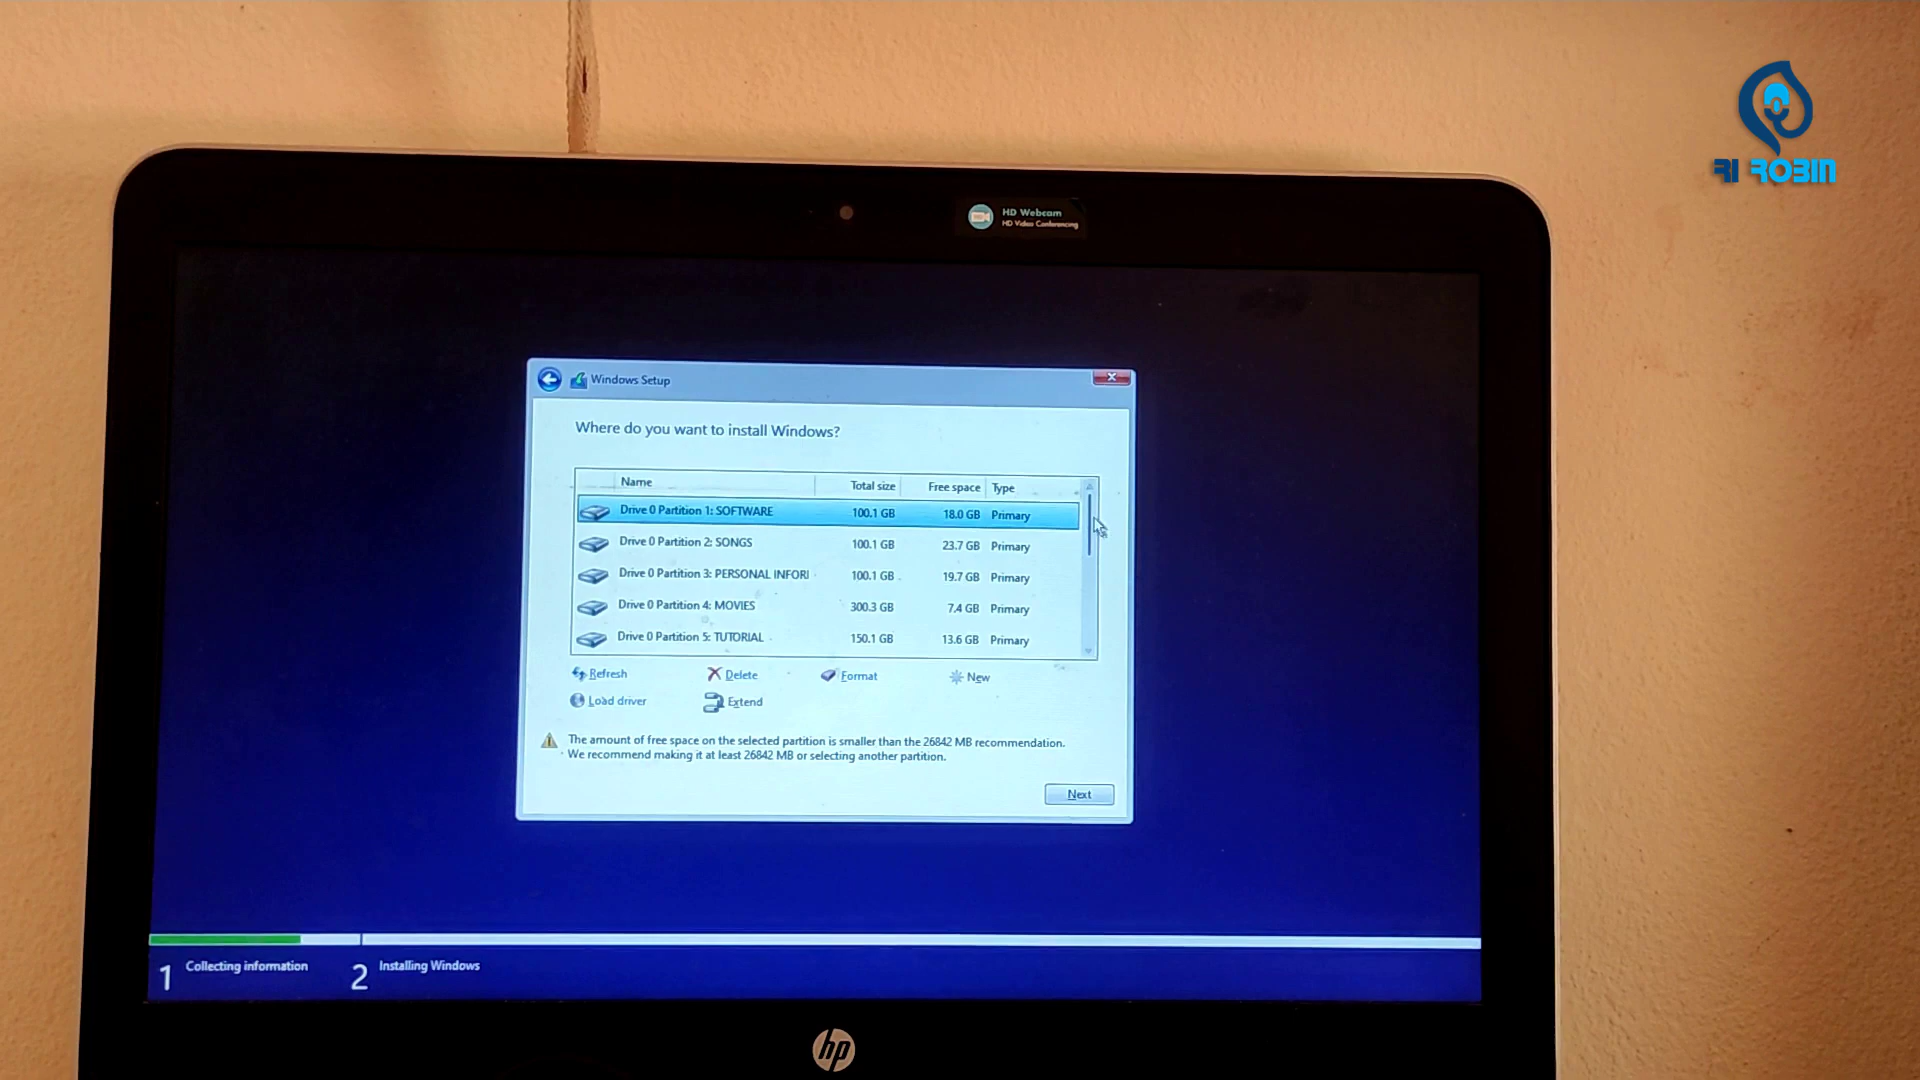 RI ROBIN
HD Webcam
HD Video Conferencing
Windows Setup
Where do you want to install Windows?
Name Total size Free space Type
Drive 0 Partition 1: SOFTWARE 100.1 GB 18.0 GB Primary
Drive 0 Partition 2: SONGS 100.1 GB 23.7 GB Primary
Drive 0 Partition 3: PERSONAL INFORI 100.1 GB 19.7 GB Primary
Drive 0 Partition 4: MOVIES 300.3 GB 7.4 GB Primary
Drive 0 Partition 5: TUTORIAL 150.1 GB 13.6 GB Primary
Refresh Delete Format New
Load driver Extend
The amount of free space on the selected partition is smaller than the 26842 MB recommendation.
We recommend making it at least 26842 MB or selecting another partition.
Next
1 Collecting information 2 Installing Windows
hp